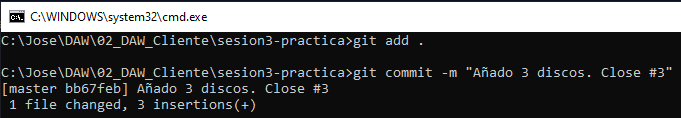 C:\WINDOWS\system32\cmd.exe
C:\Jose\DAW\02_DAW_Cliente\sesion3-practica>git add .
C:\Jose\DAW\02_DAW_Cliente\sesion3-practica>git commit -m "Añado 3 discos. Close #3"
[master bb67feb] Añado 3 discos. Close #3
 1 file changed, 3 insertions(+)